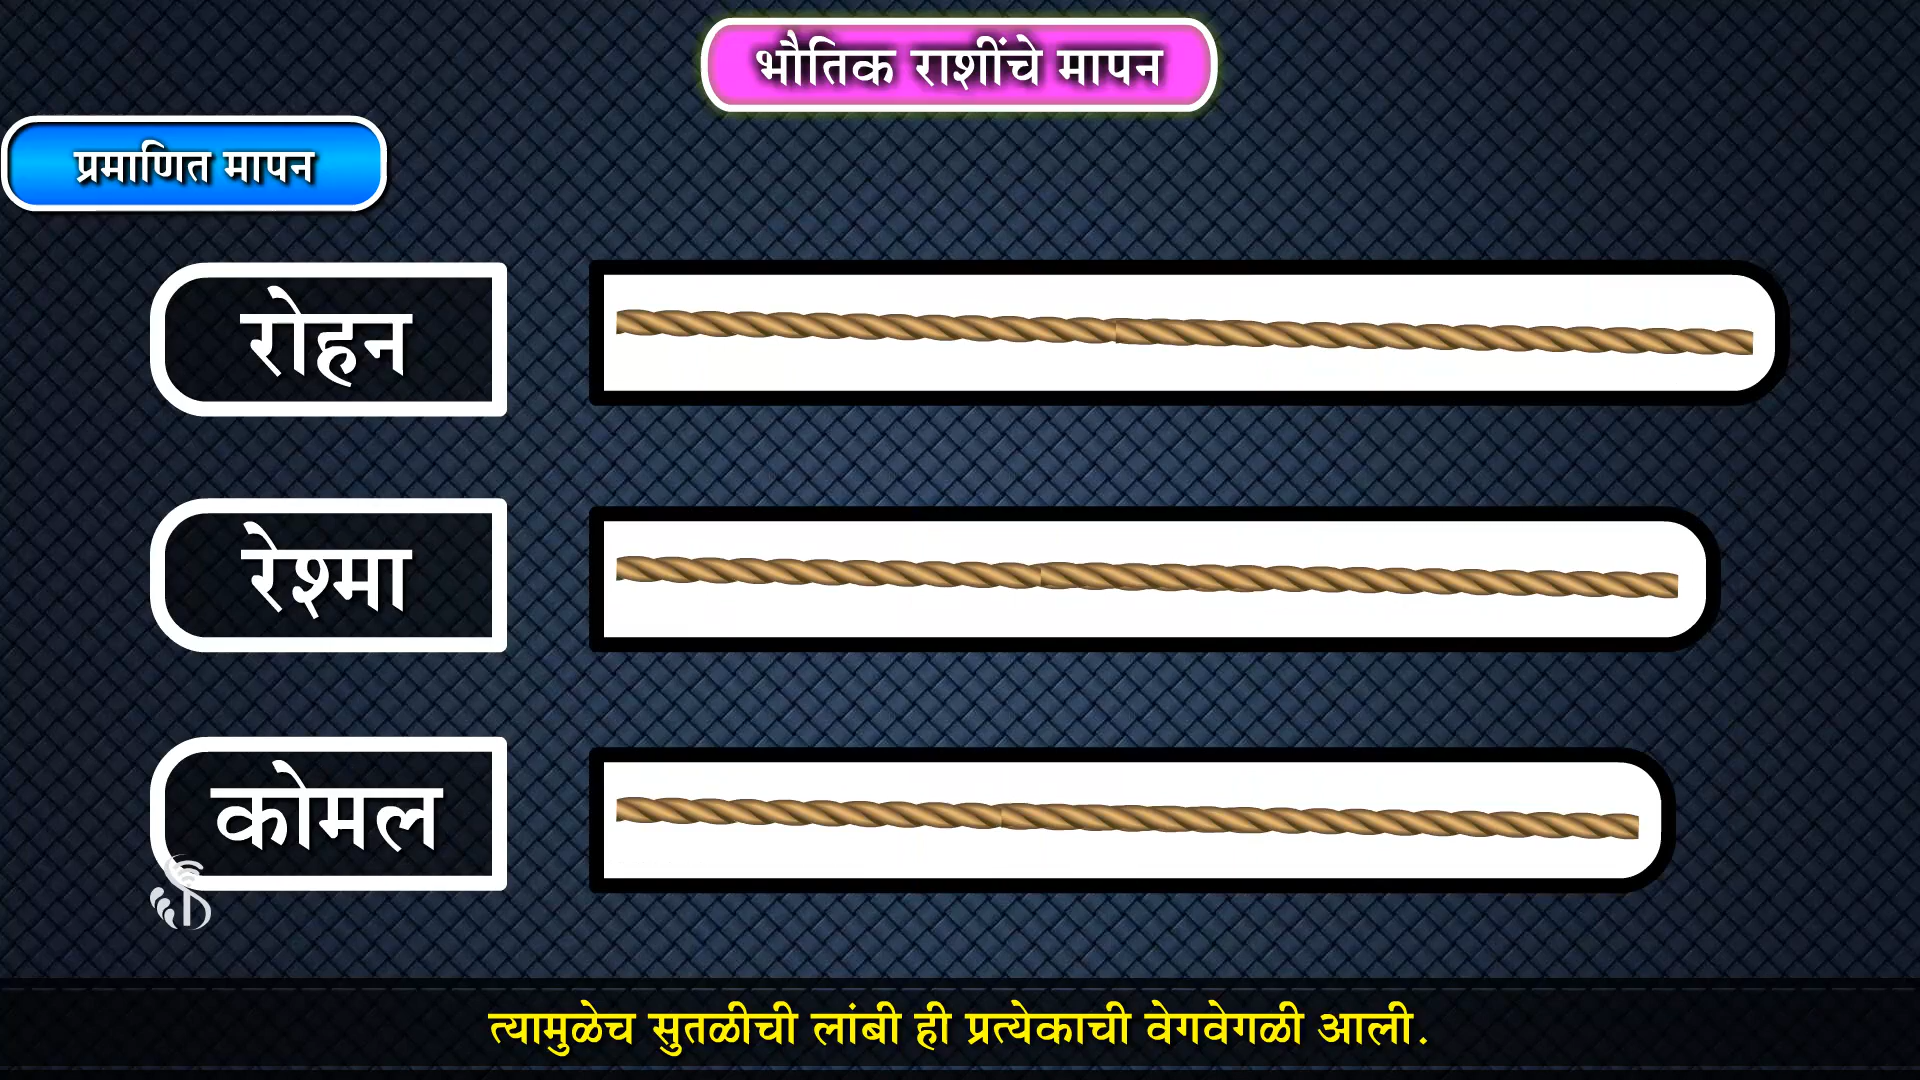 भौतिक राशींचे मापन
प्रमाणित मापन
रोहन
रेश्मा
कोमल
त्यामुळेच सुतळीची लांबी ही प्रत्येकाची वेगवेगळी आली.